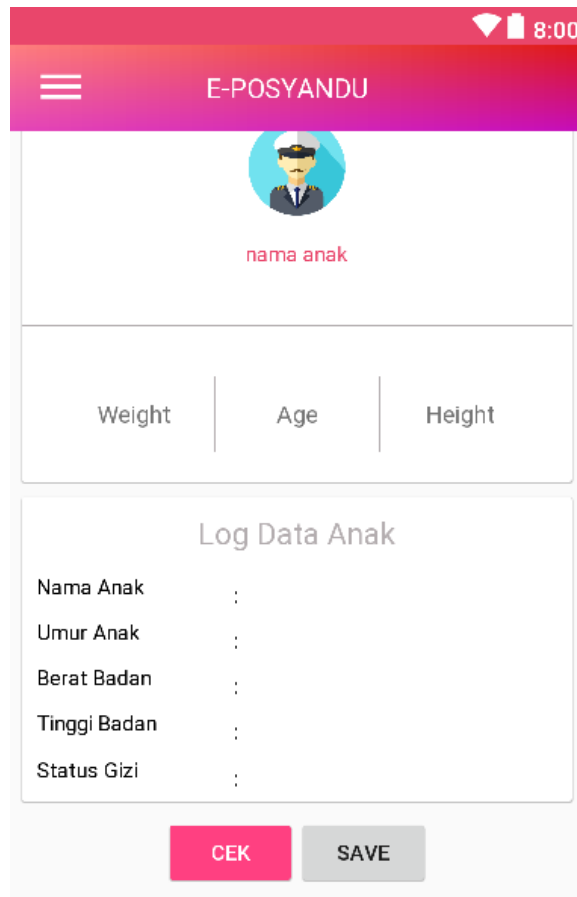 8:00
E-POSYANDU
nama anak
Weight Age Height
Log Data Anak
Nama Anak :
Umur Anak :
Berat Badan :
Tinggi Badan :
Status Gizi :
CEK SAVE